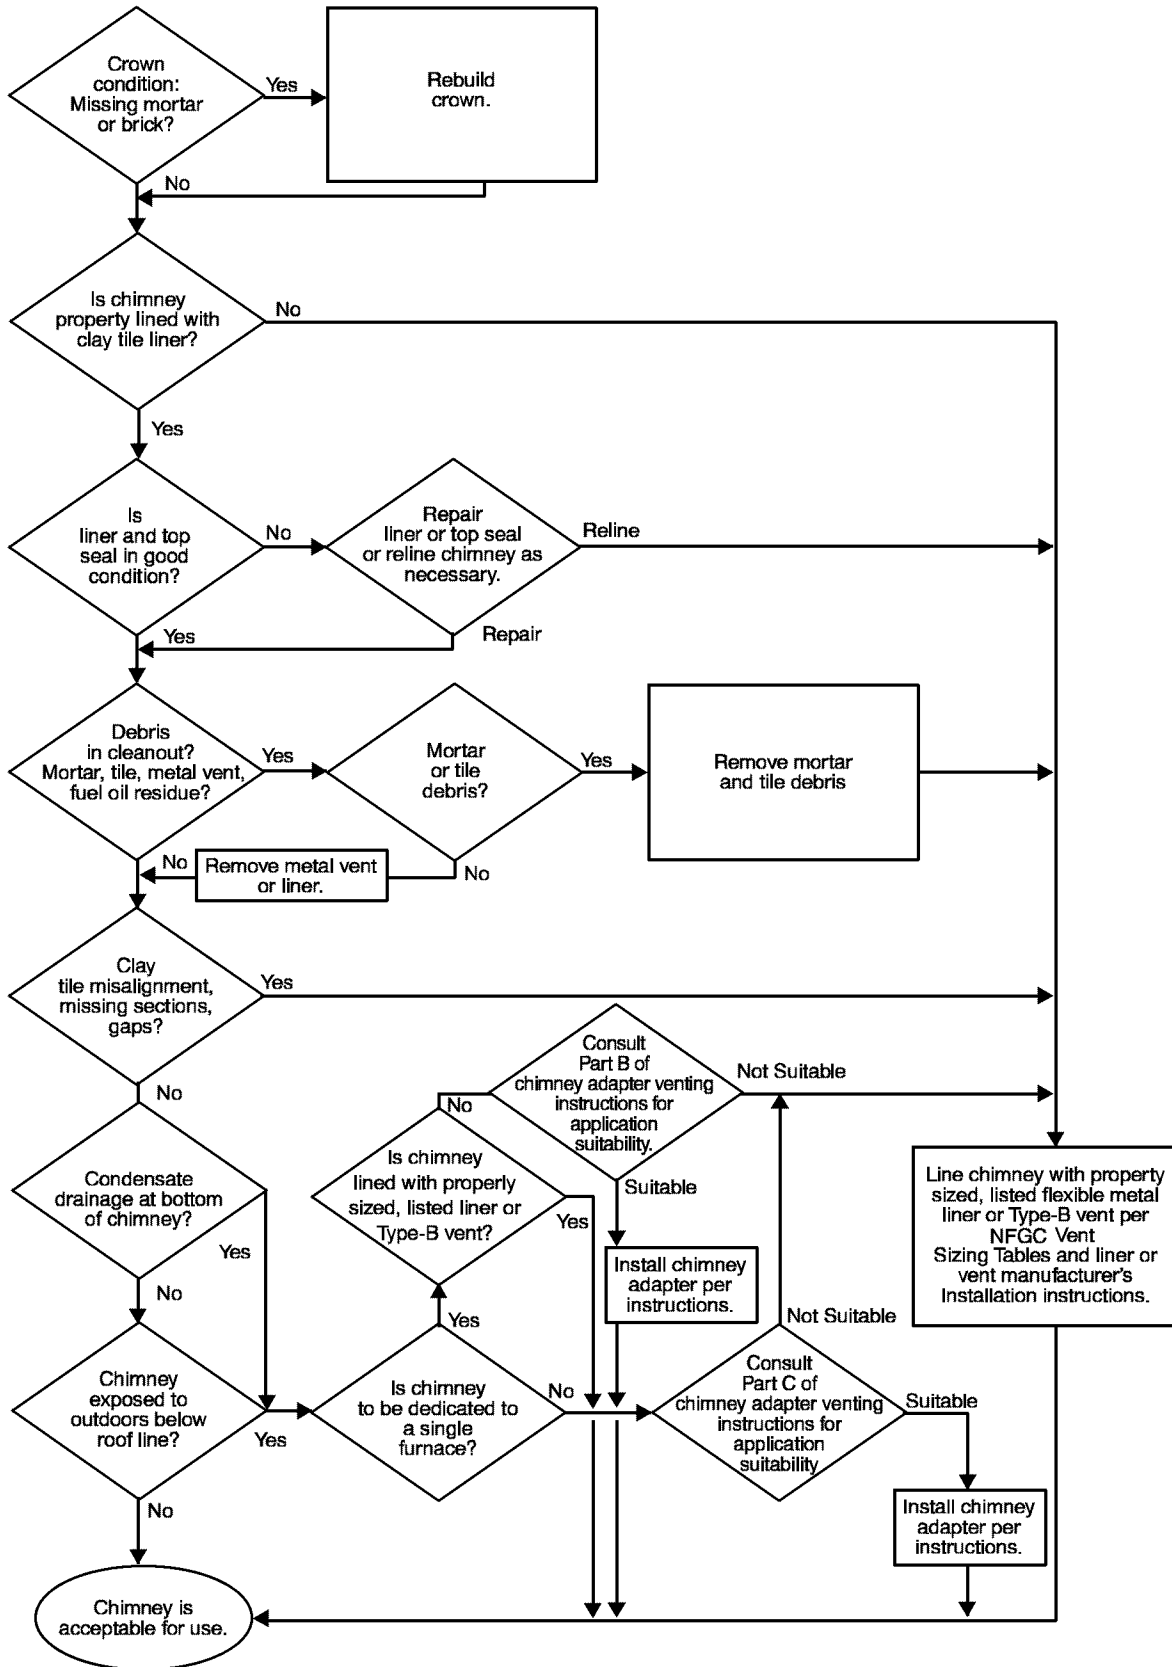 Crown
condition:
Missing mortar
or brick?
Yes
Rebuild
crown.
No
Is chimney
property lined with
clay tile liner?
No
Yes
Is
liner and top
seal in good
condition?
No
Repair
liner or top seal
or reline chimney as
necessary.
Reline
Yes
Repair
Debris
in cleanout?
Mortar, tile, metal vent,
fuel oil residue?
Yes
Mortar
or tile
debris?
Yes
Remove mortar
and tile debris
No
Remove metal vent
or liner.
No
Clay
tile misalignment,
missing sections,
gaps?
Yes
No
Consult
Part B of
chimney adapter venting
instructions for
application
suitability.
Not Suitable
No
Suitable
Condensate
drainage at bottom
of chimney?
Yes
No
Is chimney
lined with properly
sized, listed liner or
Type-B vent?
Yes
Install chimney
adapter per
instructions.
Line chimney with property
sized, listed flexible metal
liner or Type-B vent per
NFGC Vent
Sizing Tables and liner or
vent manufacturer's
Installation instructions.
Yes
Not Suitable
Chimney
exposed to
outdoors below
roof line?
Yes
Is chimney
to be dedicated to
a single
furnace?
No
Consult
Part C of
chimney adapter venting
instructions for
application
suitability
Suitable
No
Install chimney
adapter per
instructions.
Chimney is
acceptable for use.